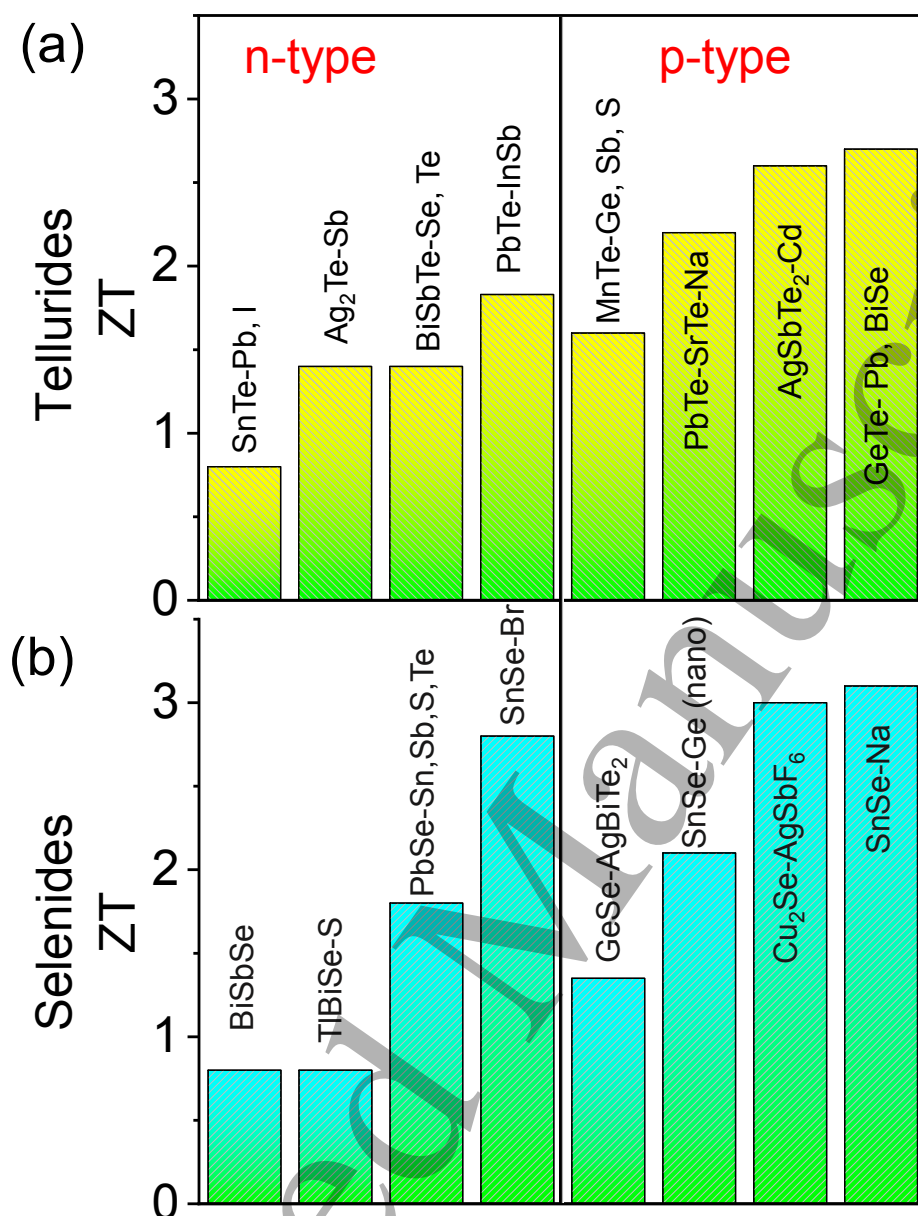 (a)
n-type
p-type
Tellurides
ZT
3
2
1
0
SnTe-Pb, I
Ag₂Te-Sb
BiSbTe-Se, Te
PbTe-InSb
MnTe-Ge, Sb, S
PbTe-SrTe-Na
AgSbTe₂-Cd
GeTe- Pb, BiSe
(b)
Selenides
ZT
3
2
1
0
BiSbSe
TlBiSe-S
PbSe-Sn,Sb,S,Te
SnSe-Br
GeSe-AgBiTe₂
SnSe-Ge (nano)
Cu₂Se-AgSbF₆
SnSe-Na
ed Manuscri